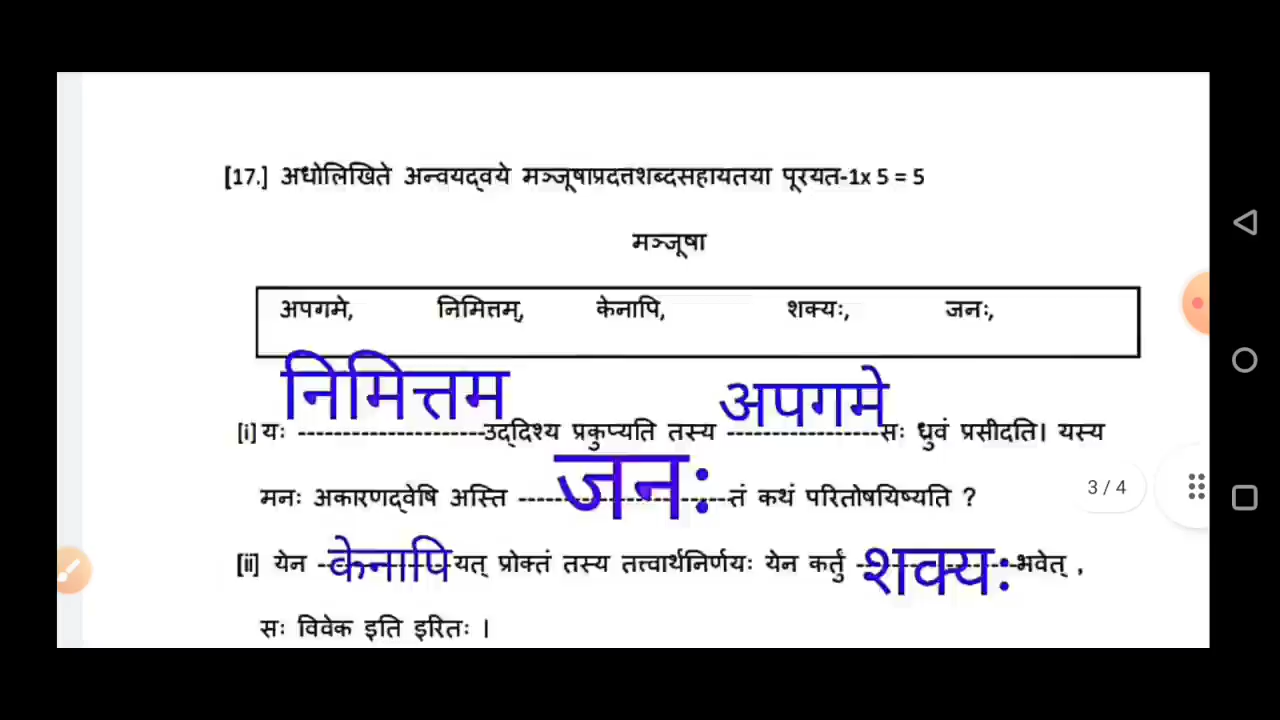 [17.] अधोलिखिते अन्वयद्वये मञ्जूषाप्रदत्तशब्दसहायतया पूरयत-1x 5 = 5
मञ्जूषा
अपगमे, निमित्तम्, केनापि, शक्यः, जनः,
[i] यः निमित्तम उद्दिश्य प्रकुप्यति तस्य अपगमे सः ध्रुवं प्रसीदति। यस्य
मनः अकारणद्वेषि अस्ति जनः तं कथं परितोषयिष्यति ?
3 / 4
[ii] येन केनापि यत् प्रोक्तं तस्य तत्त्वार्थनिर्णयः येन कर्तुं शक्यः भवेत् ,
सः विवेक इति इरितः ।